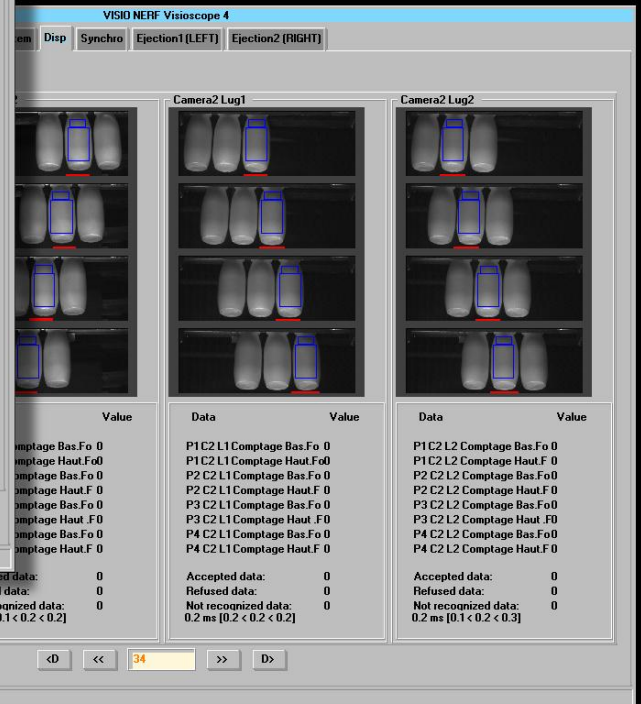 VISIO NERF Visioscope 4
em Disp Synchro Ejection1 (LEFT) Ejection2 (RIGHT)
2 Camera2 Lug1 Camera2 Lug2
Value Data Value Data Value
omptage Bas.Fo 0 P1 C2 L1 Comptage Bas.Fo 0 P1 C2 L2 Comptage Bas.Fo 0
omptage Haut.Fo0 P1 C2 L1 Comptage Haut.Fo0 P1 C2 L2 Comptage Haut.F 0
omptage Bas.Fo 0 P2 C2 L1 Comptage Bas.Fo 0 P2 C2 L2 Comptage Bas.Fo0
omptage Haut.F 0 P2 C2 L1 Comptage Haut.F 0 P2 C2 L2 Comptage Haut.F 0
omptage Bas.Fo 0 P3 C2 L1 Comptage Bas.Fo 0 P3 C2 L2 Comptage Bas.Fo0
omptage Haut .F0 P3 C2 L1 Comptage Haut .F0 P3 C2 L2 Comptage Haut .F0
omptage Bas.Fo 0 P4 C2 L1 Comptage Bas.Fo 0 P4 C2 L2 Comptage Bas.Fo0
omptage Haut.F 0 P4 C2 L1 Comptage Haut.F 0 P4 C2 L2 Comptage Haut.F 0
ed data: 0 Accepted data: 0 Accepted data: 0
d data: 0 Refused data: 0 Refused data: 0
ognized data: 0 Not recognized data: 0 Not recognized data: 0
0.1 < 0.2 < 0.2] 0.2 ms [0.2 < 0.2 < 0.2] 0.2 ms [0.1 < 0.2 < 0.3]
<D << 34 >> D>